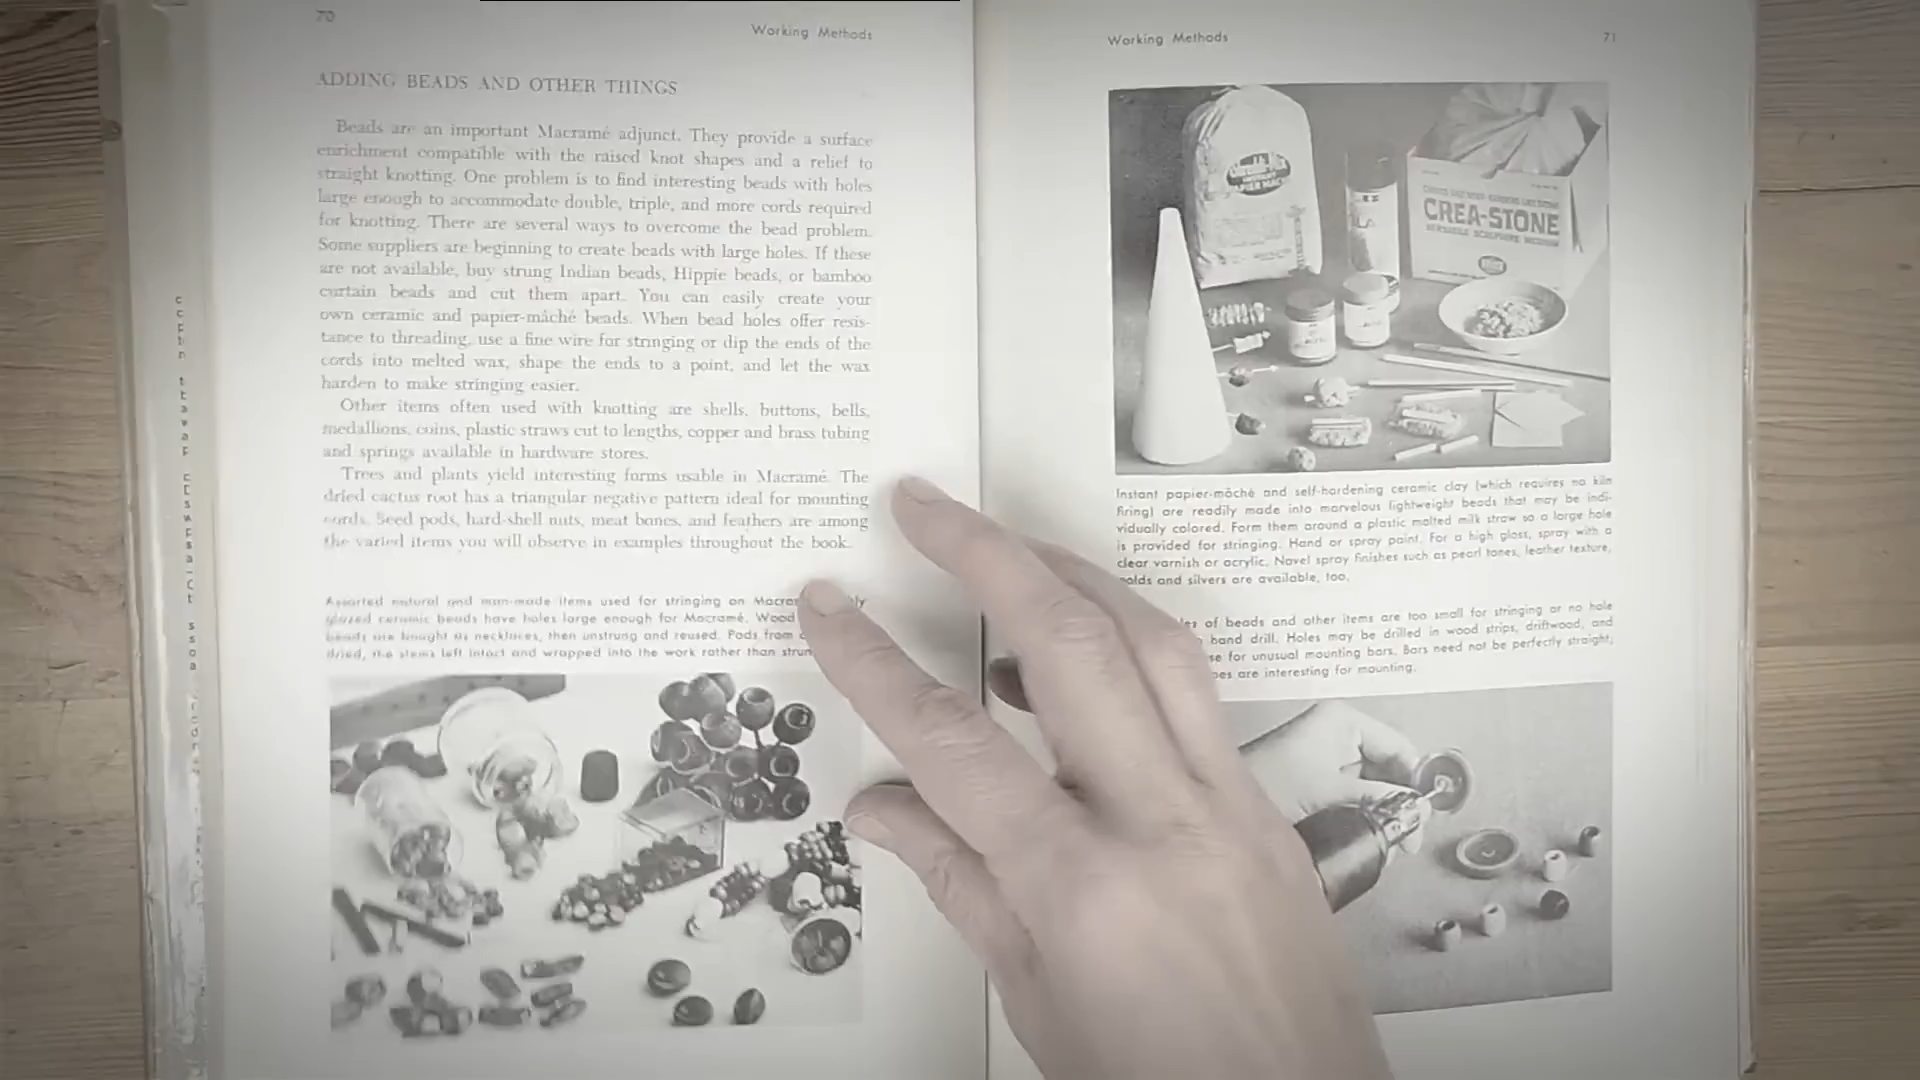 70
Working Methods
ADDING BEADS AND OTHER THINGS
Beads are an important Macramé adjunct. They provide a surface
enrichment compatible with the raised knot shapes and a relief to
straight knotting. One problem is to find interesting beads with holes
large enough to accommodate double, triple, and more cords required
for knotting. There are several ways to overcome the bead problem.
Some suppliers are beginning to create beads with large holes. If these
are not available, buy strung Indian beads, Hippie beads, or bamboo
curtain beads and cut them apart. You can easily create your
own ceramic and papier-mâché beads. When bead holes offer resis-
tance to threading, use a fine wire for stringing or dip the ends of the
cords into melted wax, shape the ends to a point, and let the wax
harden to make stringing easier.
Other items often used with knotting are shells, buttons, bells,
medallions, coins, plastic straws cut to lengths, copper and brass tubing
and springs available in hardware stores.
Trees and plants yield interesting forms usable in Macramé. The
dried cactus root has a triangular negative pattern ideal for mounting
cords. Seed pods, hard-shell nuts, meat bones, and feathers are among
the varied items you will observe in examples throughout the book.
Assorted natural and man-made items used for stringing on
glazed ceramic beads have holes large enough for Macramé. Wood
beads are bought as necklaces, then unstrung and reused. Pods from
dried, the stems left intact and wrapped into the work rather than
Working Methods
71
PAPIER MACHE
CREA-STONE
Instant papier-mâché and self-hardening ceramic clay (which requires no kiln
firing) are readily made into marvelous lightweight beads that may be indi-
vidually colored. Form them around a plastic malted milk straw so a large hole
is provided for stringing. Hand or spray paint. For a high gloss, spray with a
clear varnish or acrylic. Novel spray finishes such as pearl tones, leather texture,
golds and silvers are available, too.
of beads and other items are too small for stringing or no hole
hand drill. Holes may be drilled in wood strips, driftwood, and
for unusual mounting bars. Bars need not be perfectly straight;
are interesting for mounting.